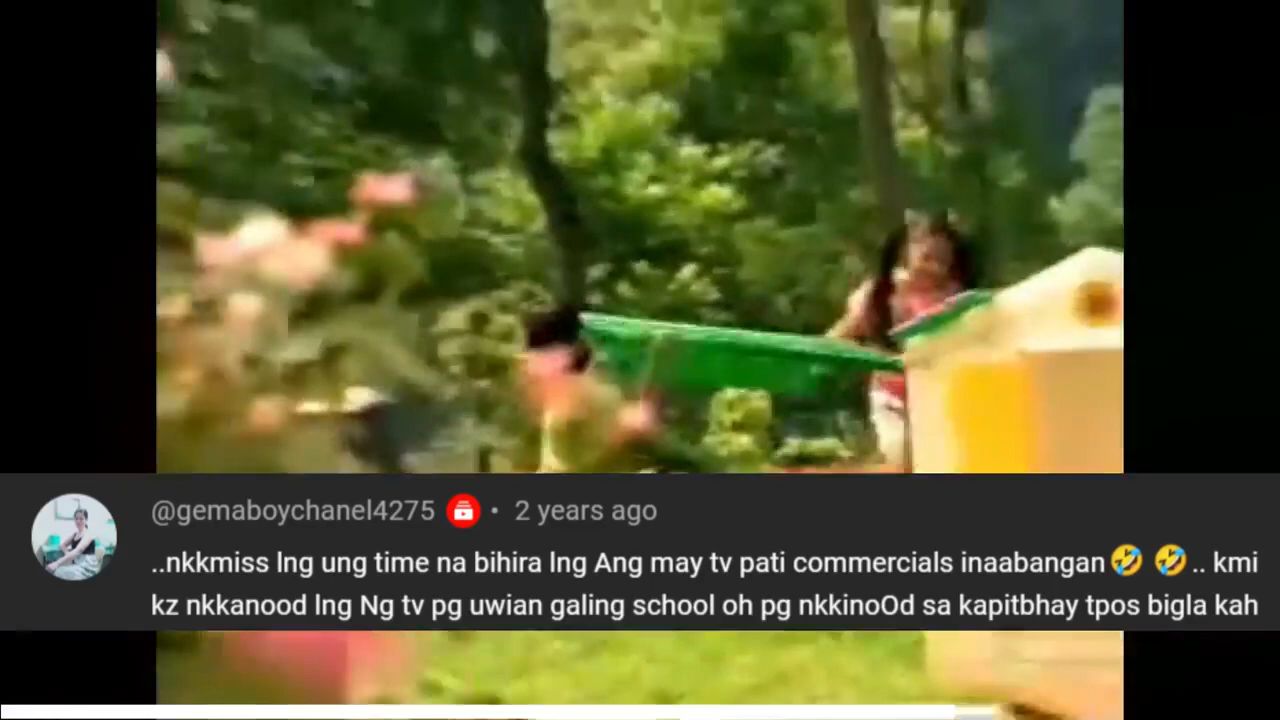 @gemaboychanel4275 • 2 years ago
..nkkmiss lng ung time na bihira lng Ang may tv pati commercials inaabangan🤣 🤣.. kmi
kz nkkanood lng Ng tv pg uwian galing school oh pg nkkinoOd sa kapitbhay tpos bigla kah